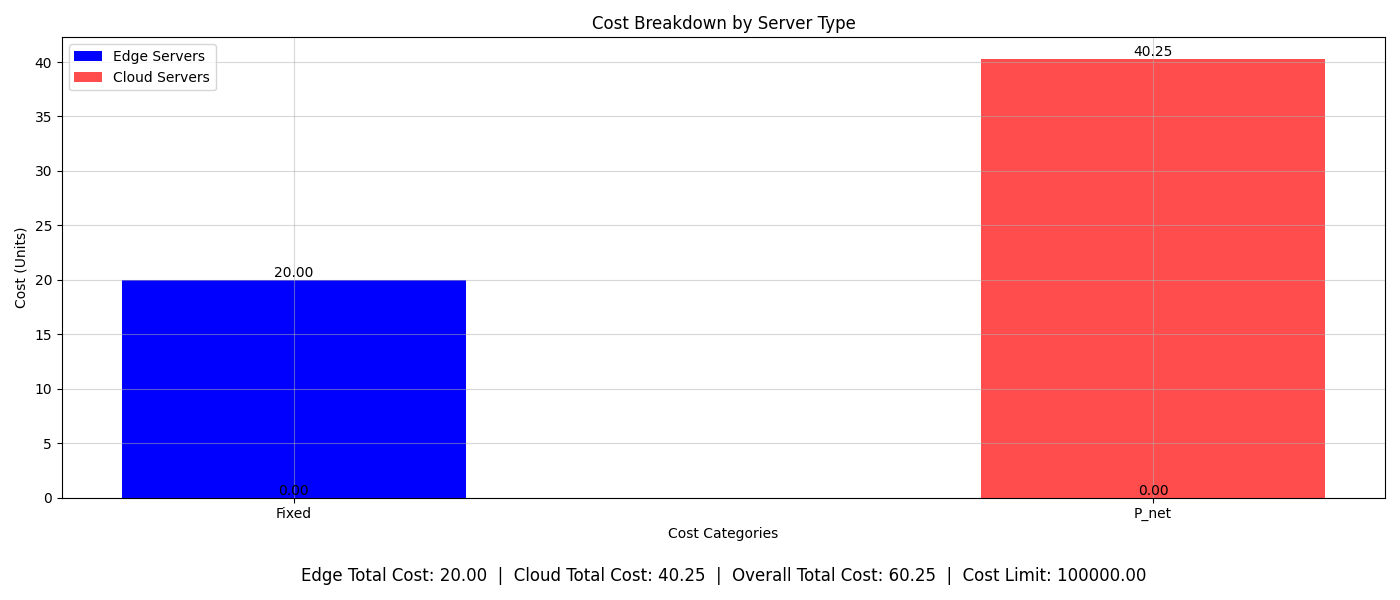 Cost Breakdown by Server Type
Edge Servers
Cloud Servers
Cost (Units)
40
35
30
25
20
15
10
5
0
20.00
0.00
40.25
0.00
Fixed
P_net
Cost Categories
Edge Total Cost: 20.00 | Cloud Total Cost: 40.25 | Overall Total Cost: 60.25 | Cost Limit: 100000.00